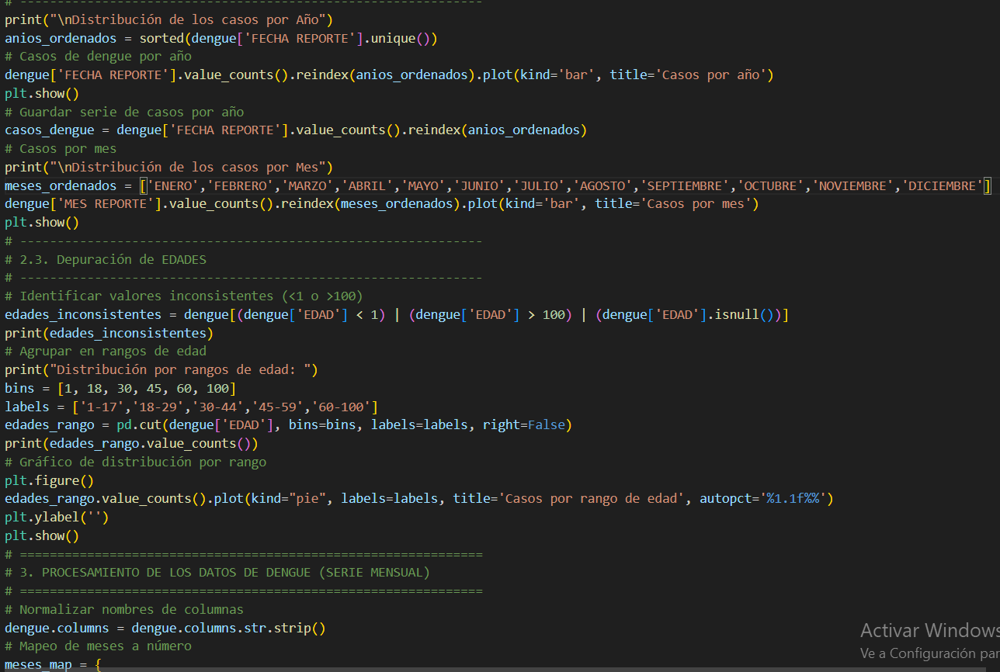 # --------------------------------------------------------------
print("\nDistribución de los casos por Año")
anios_ordenados = sorted(dengue['FECHA REPORTE'].unique())
# Casos de dengue por año
dengue['FECHA REPORTE'].value_counts().reindex(anios_ordenados).plot(kind='bar', title='Casos por año')
plt.show()
# Guardar serie de casos por año
casos_dengue = dengue['FECHA REPORTE'].value_counts().reindex(anios_ordenados)
# Casos por mes
print("\nDistribución de los casos por Mes")
meses_ordenados = ['ENERO','FEBRERO','MARZO','ABRIL','MAYO','JUNIO','JULIO','AGOSTO','SEPTIEMBRE','OCTUBRE','NOVIEMBRE','DICIEMBRE']
dengue['MES REPORTE'].value_counts().reindex(meses_ordenados).plot(kind='bar', title='Casos por mes')
plt.show()
# --------------------------------------------------------------
# 2.3. Depuración de EDADES
# --------------------------------------------------------------
# Identificar valores inconsistentes (<1 o >100)
edades_inconsistentes = dengue[(dengue['EDAD'] < 1) | (dengue['EDAD'] > 100) | (dengue['EDAD'].isnull())]
print(edades_inconsistentes)
# Agrupar en rangos de edad
print("Distribución por rangos de edad: ")
bins = [1, 18, 30, 45, 60, 100]
labels = ['1-17','18-29','30-44','45-59','60-100']
edades_rango = pd.cut(dengue['EDAD'], bins=bins, labels=labels, right=False)
print(edades_rango.value_counts())
# Gráfico de distribución por rango
plt.figure()
edades_rango.value_counts().plot(kind="pie", labels=labels, title='Casos por rango de edad', autopct='%1.1f%%')
plt.ylabel('')
plt.show()
# ==============================================================
# 3. PROCESAMIENTO DE LOS DATOS DE DENGUE (SERIE MENSUAL)
# ==============================================================
# Normalizar nombres de columnas
dengue.columns = dengue.columns.str.strip()
# Mapeo de meses a número
meses_map = {
Activar Windows
Ve a Configuración par